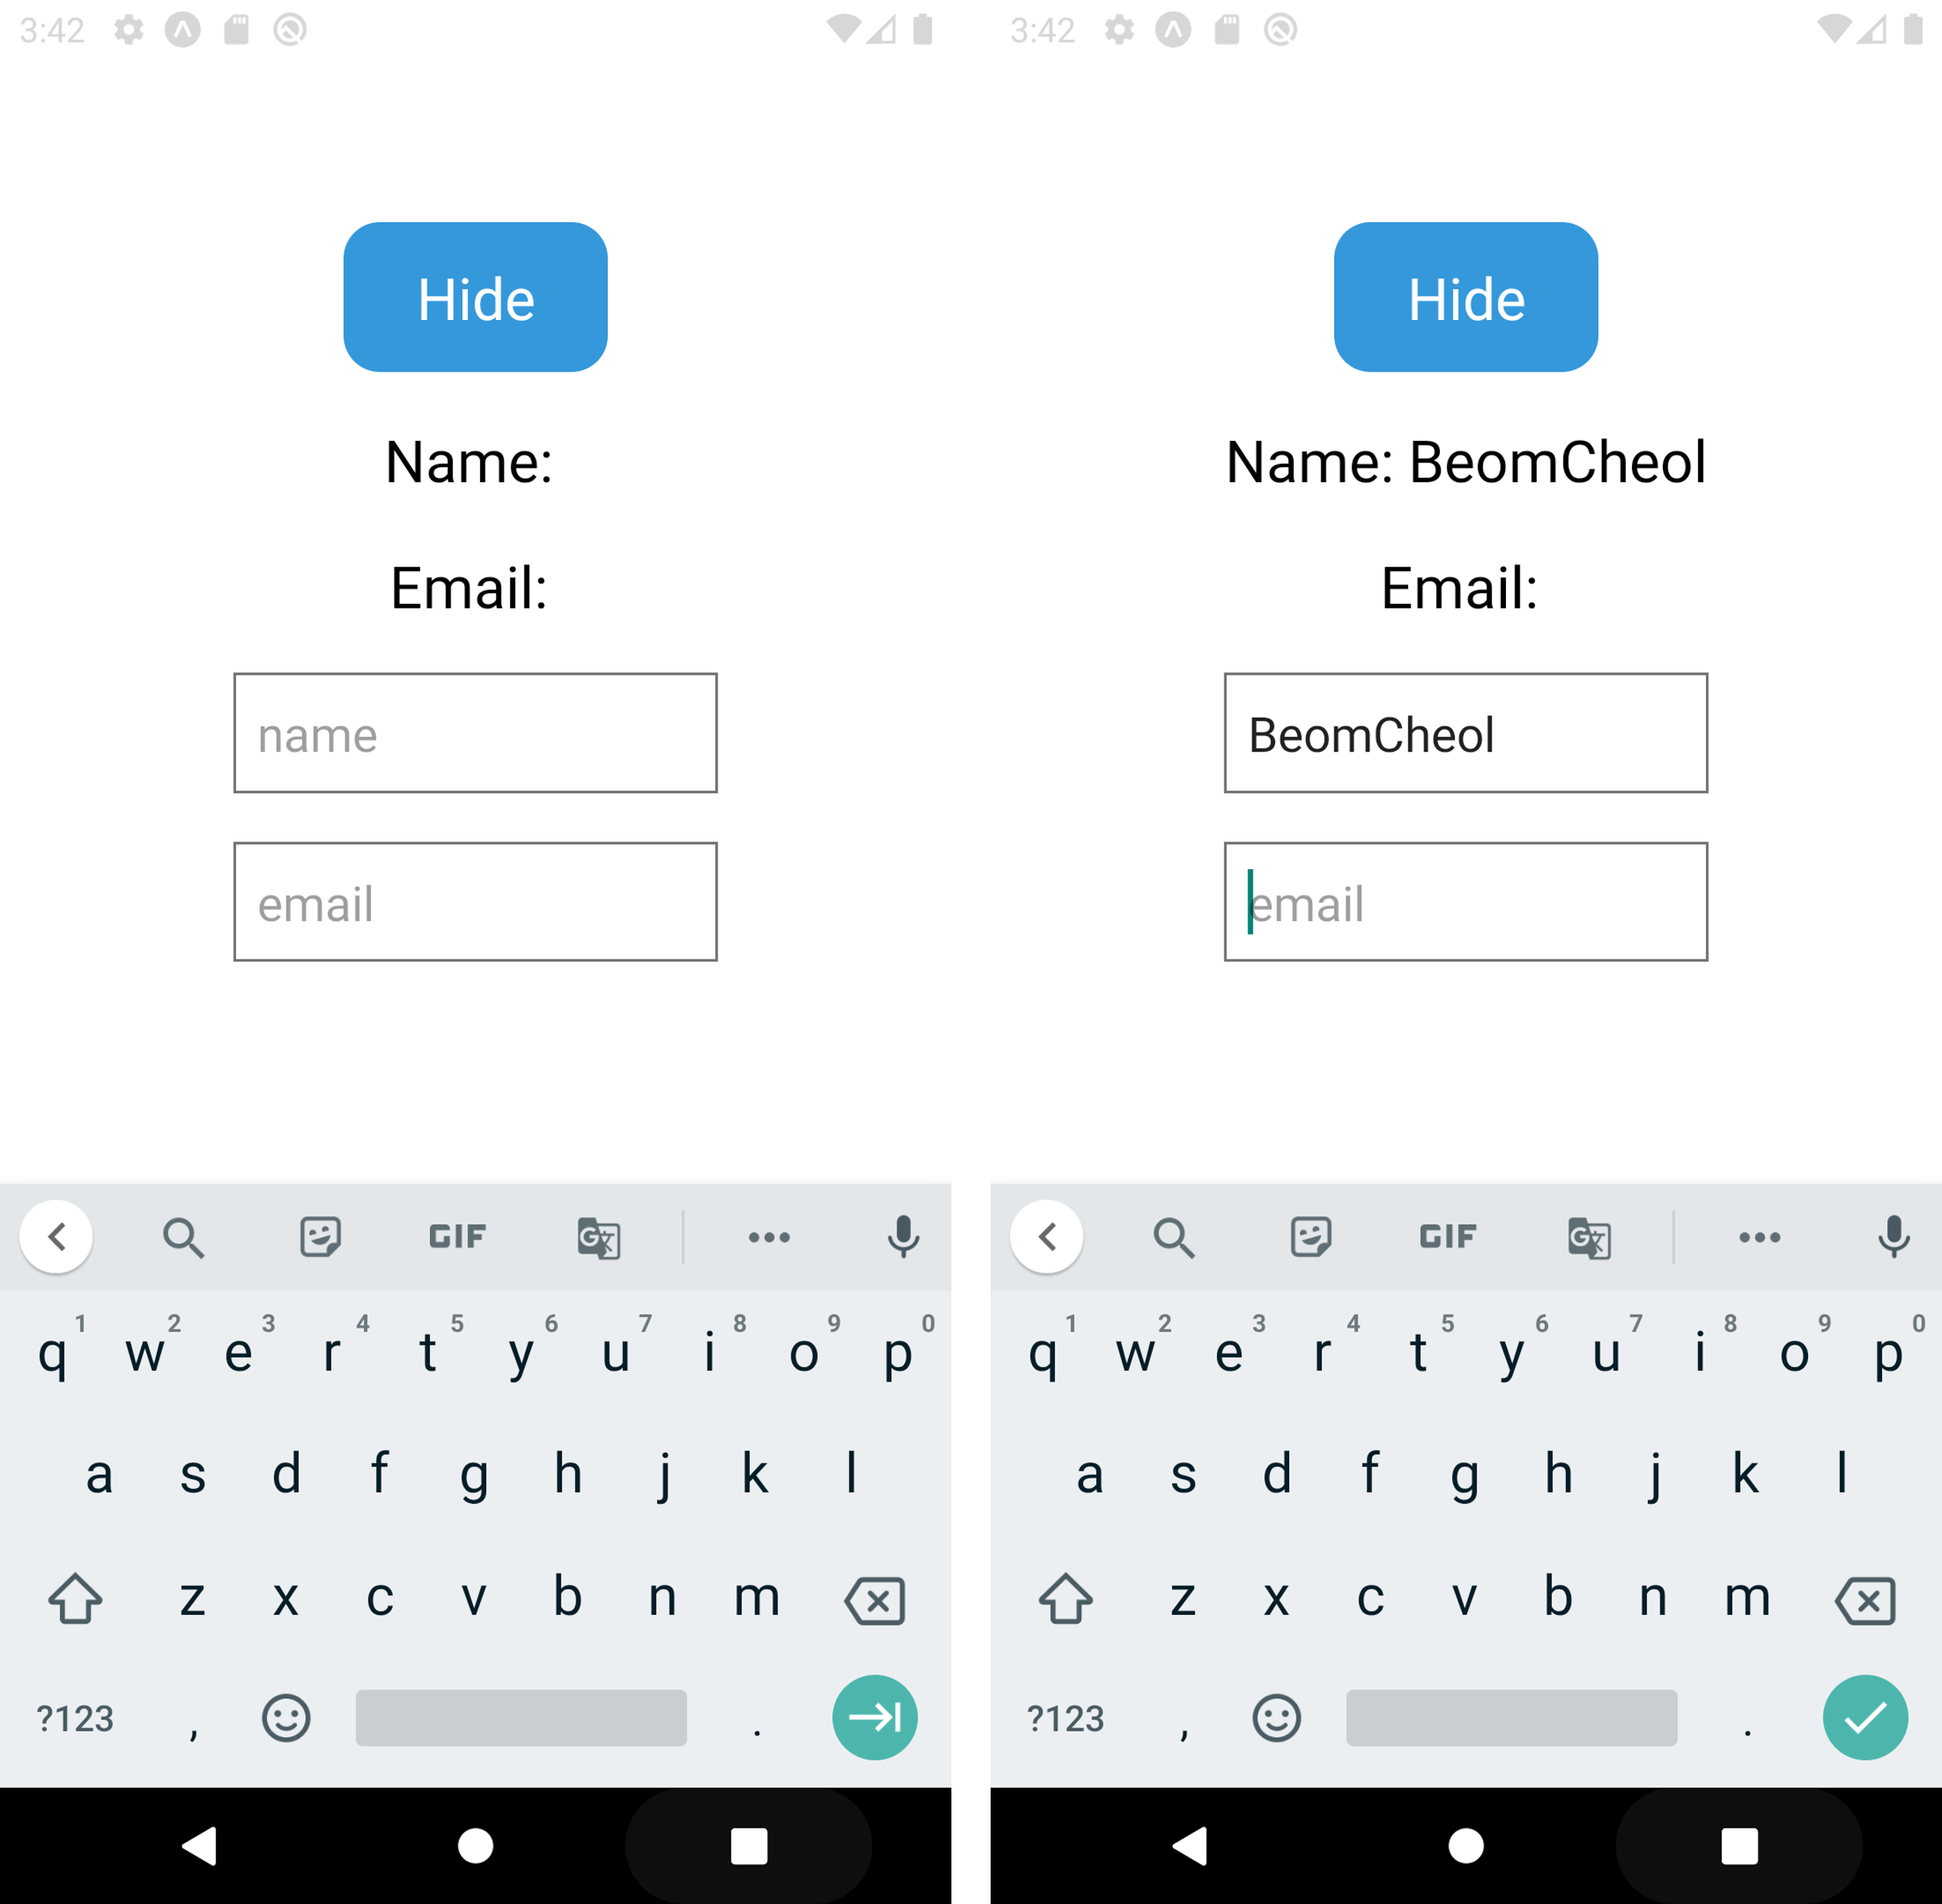 3:42
Hide
Name:
Email:
name
email
GIF
1 2 3 4 5 6 7 8 9 0
q w e r t y u i o p
a s d f g h j k l
z x c v b n m
?123 , .
3:42
Hide
Name: BeomCheol
Email:
BeomCheol
email
GIF
1 2 3 4 5 6 7 8 9 0
q w e r t y u i o p
a s d f g h j k l
z x c v b n m
?123 , .